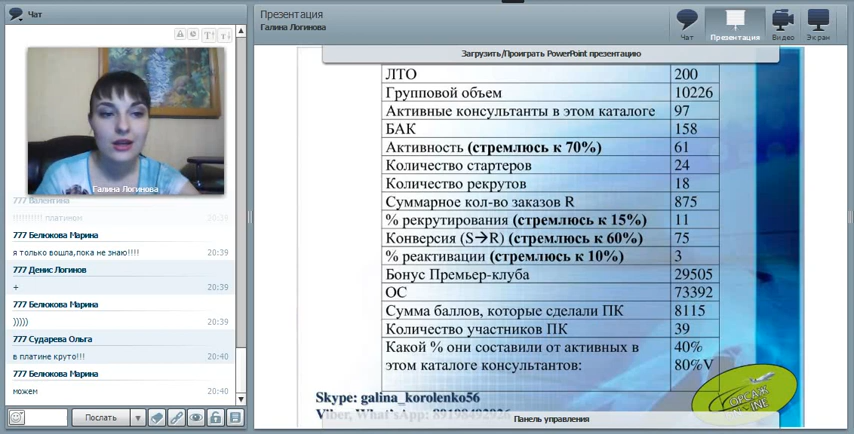 Чат
Галина Логинова
777 Валентина
!!!!!!!!!! платином
20:39
777 Белюкова Марина
я только вошла,пока не знаю!!!!
20:39
777 Денис Логинов
+
20:39
777 Белюкова Марина
)))))
20:39
777 Сударева Ольга
в платине круто!!!
20:40
777 Белюкова Марина
можем
20:40
Послать
Презентация
Галина Логинова
Чат
Презентация
Видео
Экран
Загрузить/Проиграть PowerPoint презентацию
ЛТО 200
Групповой объем 10226
Активные консультанты в этом каталоге 97
БАК 158
Активность (стремлюсь к 70%) 61
Количество стартеров 24
Количество рекрутов 18
Суммарное кол-во заказов R 875
% рекрутирования (стремлюсь к 15%) 11
Конверсия (S→R) (стремлюсь к 60%) 75
% реактивации (стремлюсь к 10%) 3
Бонус Премьер-клуба 29505
ОС 73392
Сумма баллов, которые сделали ПК 8115
Количество участников ПК 39
Какой % они составили от активных в 40%
этом каталоге консультантов: 80%V
Skype: galina_korolenko56
Viber, What'sApp: 89198492926
Панель управления